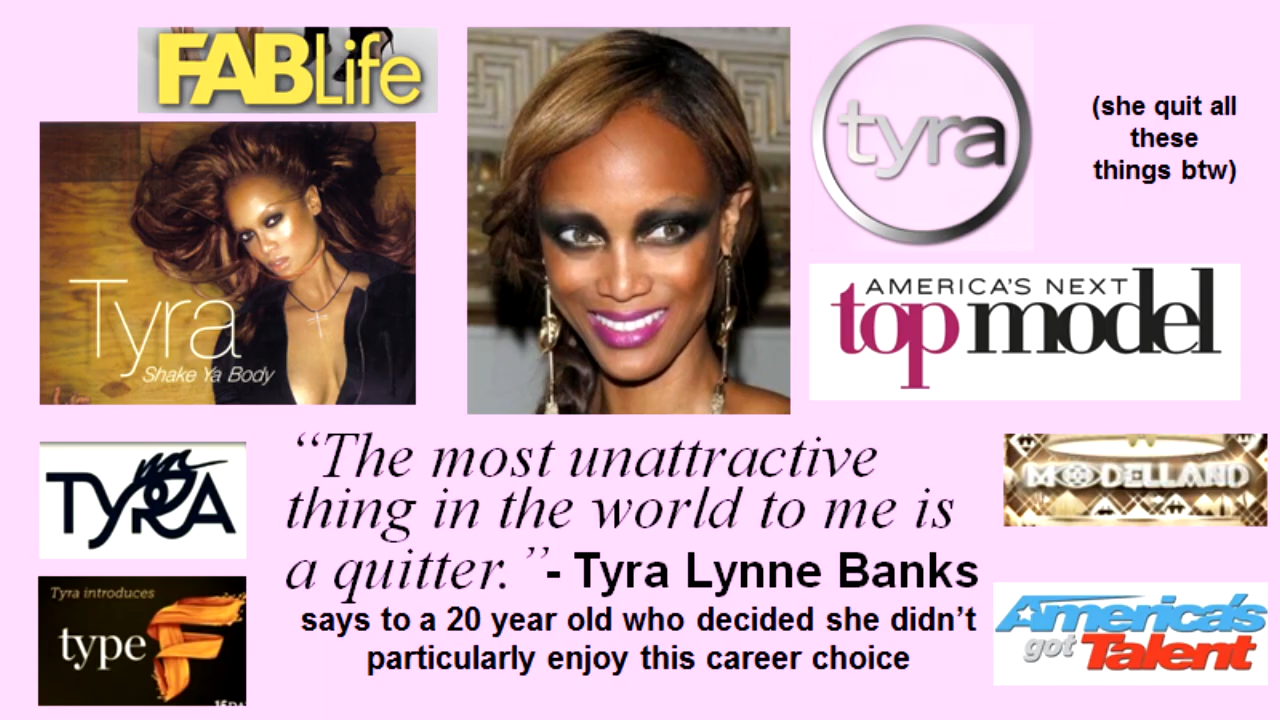 FABLife
tyra
(she quit all
these
things btw)
Tyra
Shake Ya Body
AMERICA'S NEXT
top model
TYRA
“The most unattractive
thing in the world to me is
a quitter.”- Tyra Lynne Banks
says to a 20 year old who decided she didn’t
particularly enjoy this career choice
MODELLAND
Tyra introduces
type F
America's
got Talent